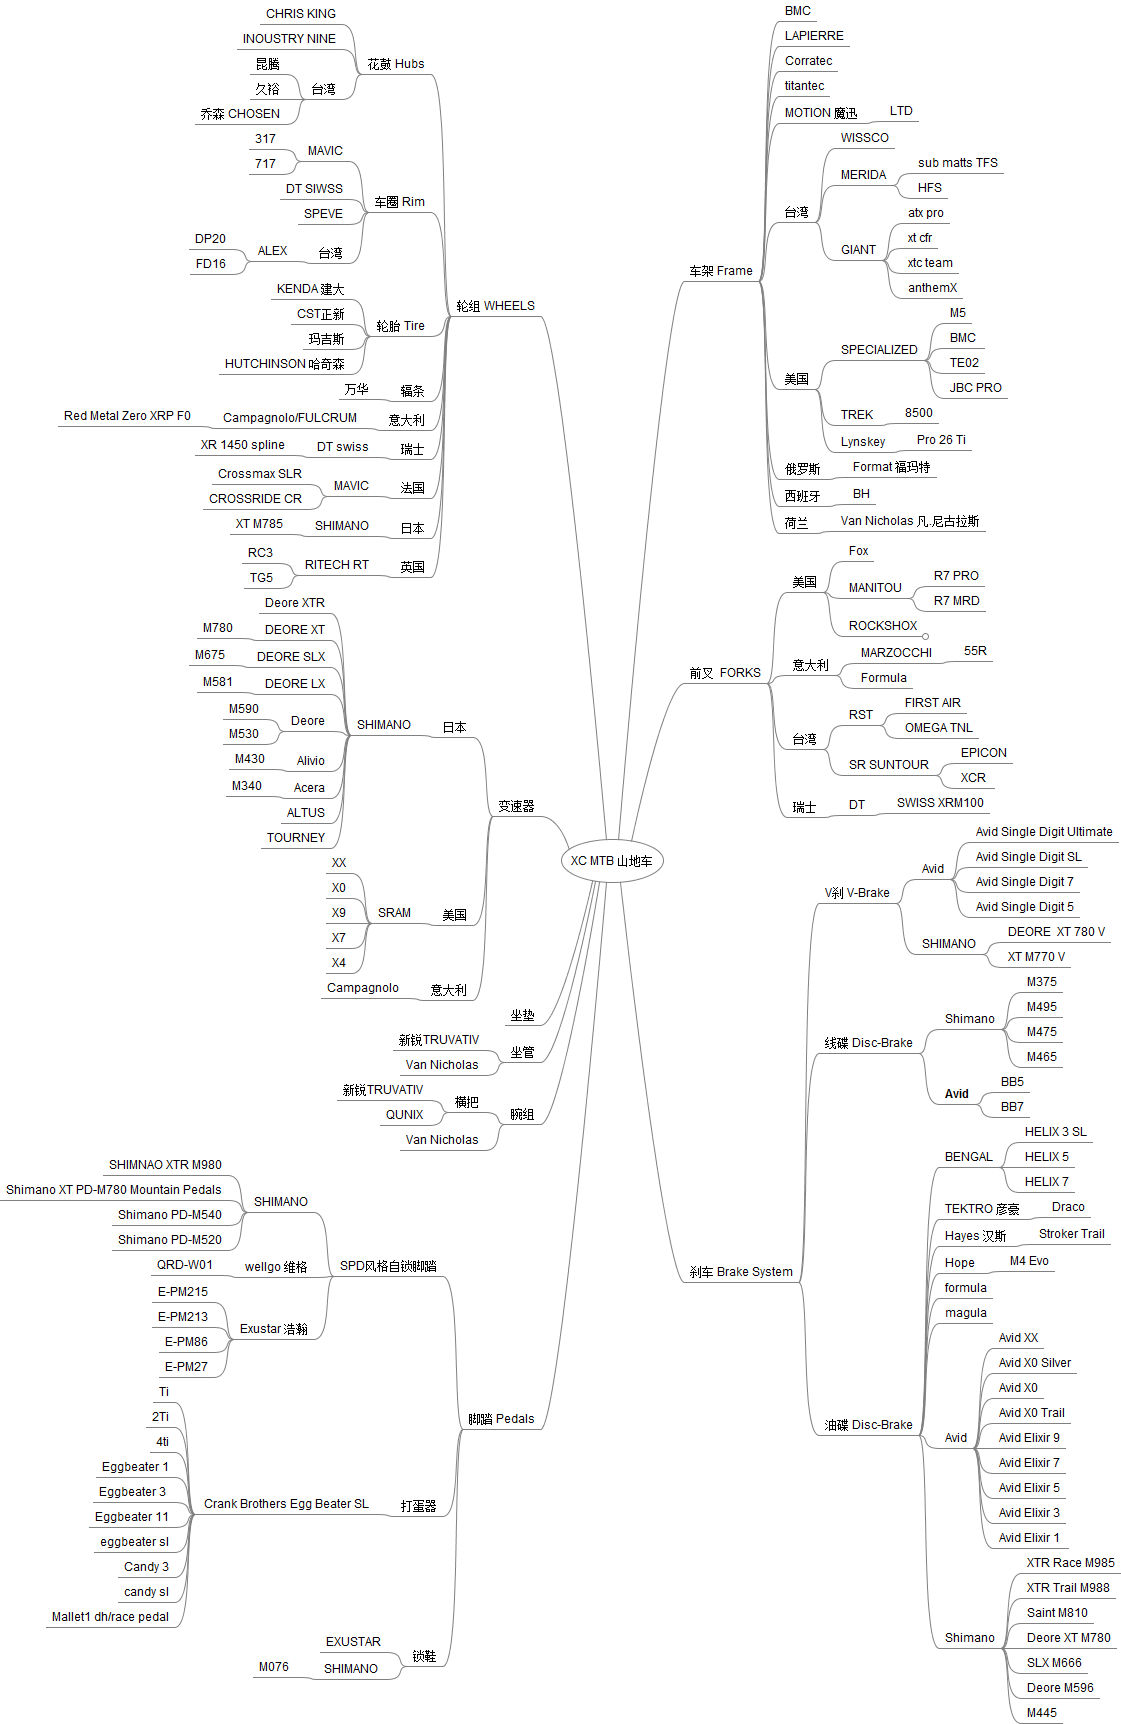 XC MTB 山地车
轮组 WHEELS
花鼓 Hubs
CHRIS KING
INOUSTRY NINE
台湾
昆腾
久裕
乔森 CHOSEN
车圈 Rim
MAVIC
317
717
DT SIWSS
SPEVE
台湾
ALEX
DP20
FD16
轮胎 Tire
KENDA 建大
CST正新
玛吉斯
HUTCHINSON 哈奇森
辐条
万华
意大利
Campagnolo/FULCRUM
Red Metal Zero XRP F0
瑞士
DT swiss
XR 1450 spline
法国
MAVIC
Crossmax SLR
CROSSRIDE CR
日本
SHIMANO
XT M785
英国
RITECH RT
RC3
TG5
变速器
日本
SHIMANO
Deore XTR
DEORE XT
M780
DEORE SLX
M675
DEORE LX
M581
Deore
M590
M530
Alivio
M430
Acera
M340
ALTUS
TOURNEY
美国
SRAM
XX
X0
X9
X7
X4
意大利
Campagnolo
坐垫
坐管
新锐TRUVATIV
Van Nicholas
腕组
横把
新锐TRUVATIV
QUNIX
Van Nicholas
脚踏 Pedals
SPD风格自锁脚踏
SHIMANO
SHIMNAO XTR M980
Shimano XT PD-M780 Mountain Pedals
Shimano PD-M540
Shimano PD-M520
wellgo 维格
QRD-W01
Exustar 浩瀚
E-PM215
E-PM213
E-PM86
E-PM27
打蛋器
Crank Brothers Egg Beater SL
Ti
2Ti
4ti
Eggbeater 1
Eggbeater 3
Eggbeater 11
eggbeater sl
Candy 3
candy sl
Mallet1 dh/race pedal
锁鞋
EXUSTAR
SHIMANO
M076
车架 Frame
BMC
LAPIERRE
Corratec
titantec
MOTION 魔迅
LTD
台湾
WISSCO
MERIDA
sub matts TFS
HFS
GIANT
atx pro
xt cfr
xtc team
anthemX
美国
SPECIALIZED
M5
BMC
TE02
JBC PRO
TREK
8500
Lynskey
Pro 26 Ti
俄罗斯
Format 福玛特
西班牙
BH
荷兰
Van Nicholas 凡.尼古拉斯
前叉 FORKS
美国
Fox
MANITOU
R7 PRO
R7 MRD
ROCKSHOX
意大利
MARZOCCHI
55R
Formula
台湾
RST
FIRST AIR
OMEGA TNL
SR SUNTOUR
EPICON
XCR
瑞士
DT
SWISS XRM100
刹车 Brake System
V刹 V-Brake
Avid
Avid Single Digit Ultimate
Avid Single Digit SL
Avid Single Digit 7
Avid Single Digit 5
SHIMANO
DEORE XT 780 V
XT M770 V
线碟 Disc-Brake
Shimano
M375
M495
M475
M465
Avid
BB5
BB7
油碟 Disc-Brake
BENGAL
HELIX 3 SL
HELIX 5
HELIX 7
TEKTRO 彦豪
Draco
Hayes 汉斯
Stroker Trail
Hope
M4 Evo
formula
magula
Avid
Avid XX
Avid X0 Silver
Avid X0
Avid X0 Trail
Avid Elixir 9
Avid Elixir 7
Avid Elixir 5
Avid Elixir 3
Avid Elixir 1
Shimano
XTR Race M985
XTR Trail M988
Saint M810
Deore XT M780
SLX M666
Deore M596
M445